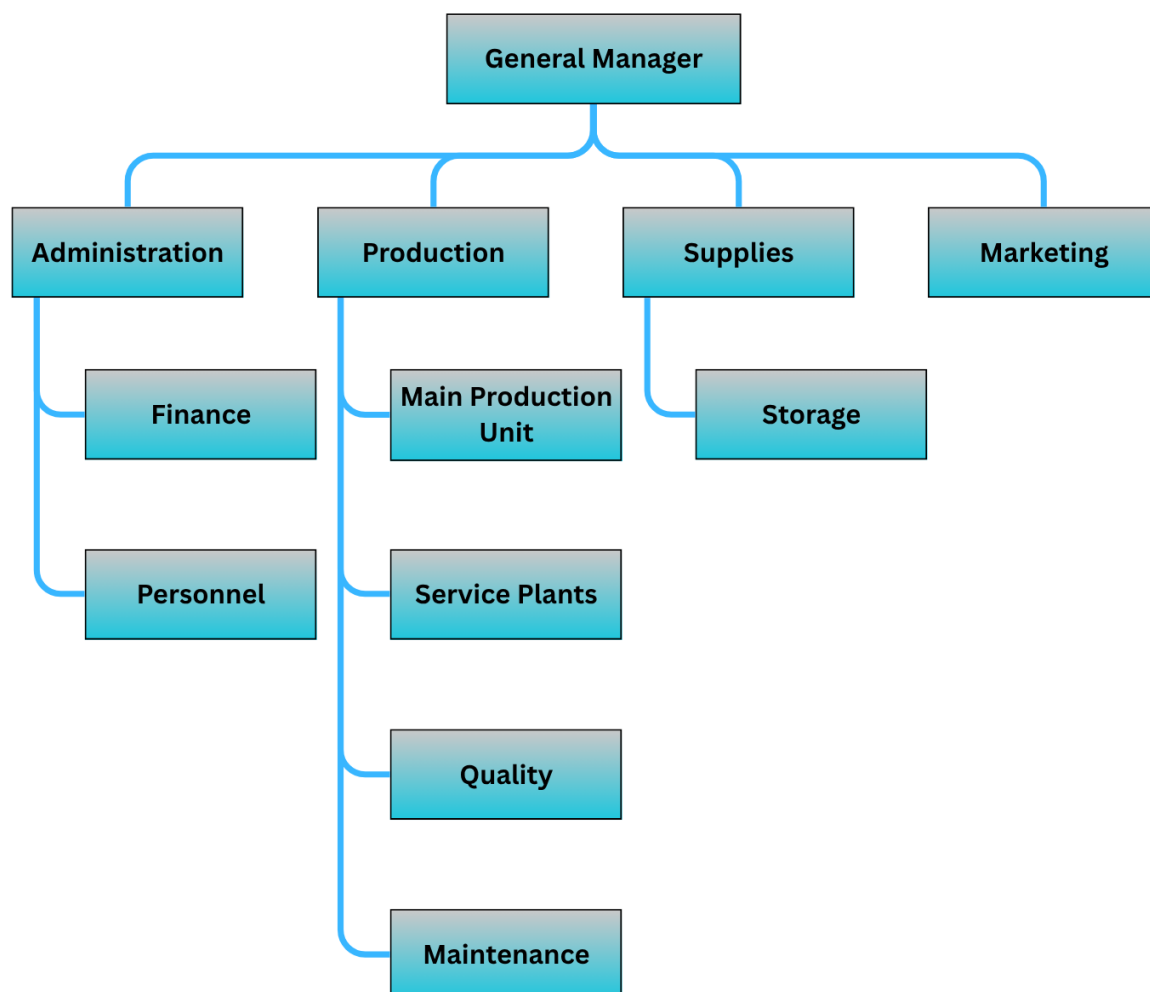 General Manager
Administration
Production
Supplies
Marketing
Finance
Main Production
Unit
Storage
Personnel
Service Plants
Quality
Maintenance